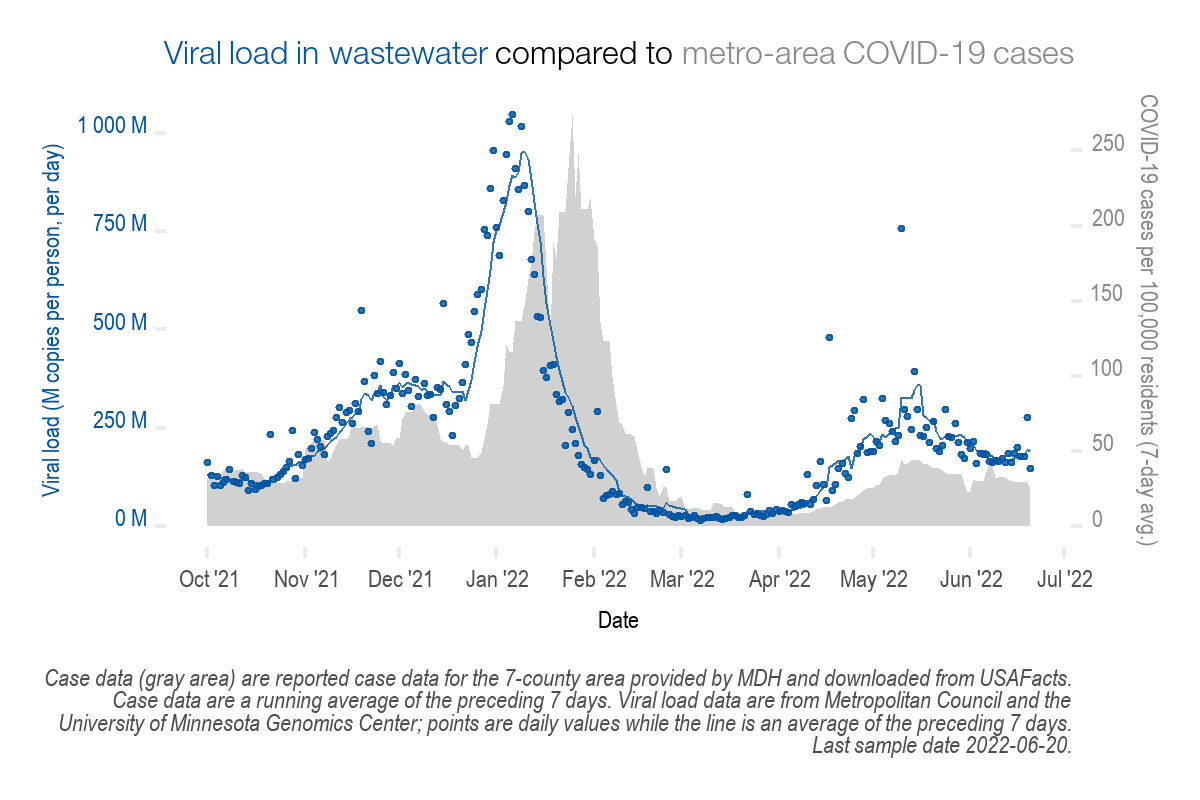 Viral load in wastewater compared to metro-area COVID-19 cases
Viral load (M copies per person, per day)
1 000 M
750 M
500 M
250 M
0 M
COVID-19 cases per 100,000 residents (7-day avg.)
250
200
150
100
50
0
Oct '21 Nov '21 Dec '21 Jan '22 Feb '22 Mar '22 Apr '22 May '22 Jun '22 Jul '22
Date
Case data (gray area) are reported case data for the 7-county area provided by MDH and downloaded from USAFacts.
Case data are a running average of the preceding 7 days. Viral load data are from Metropolitan Council and the
University of Minnesota Genomics Center; points are daily values while the line is an average of the preceding 7 days.
Last sample date 2022-06-20.